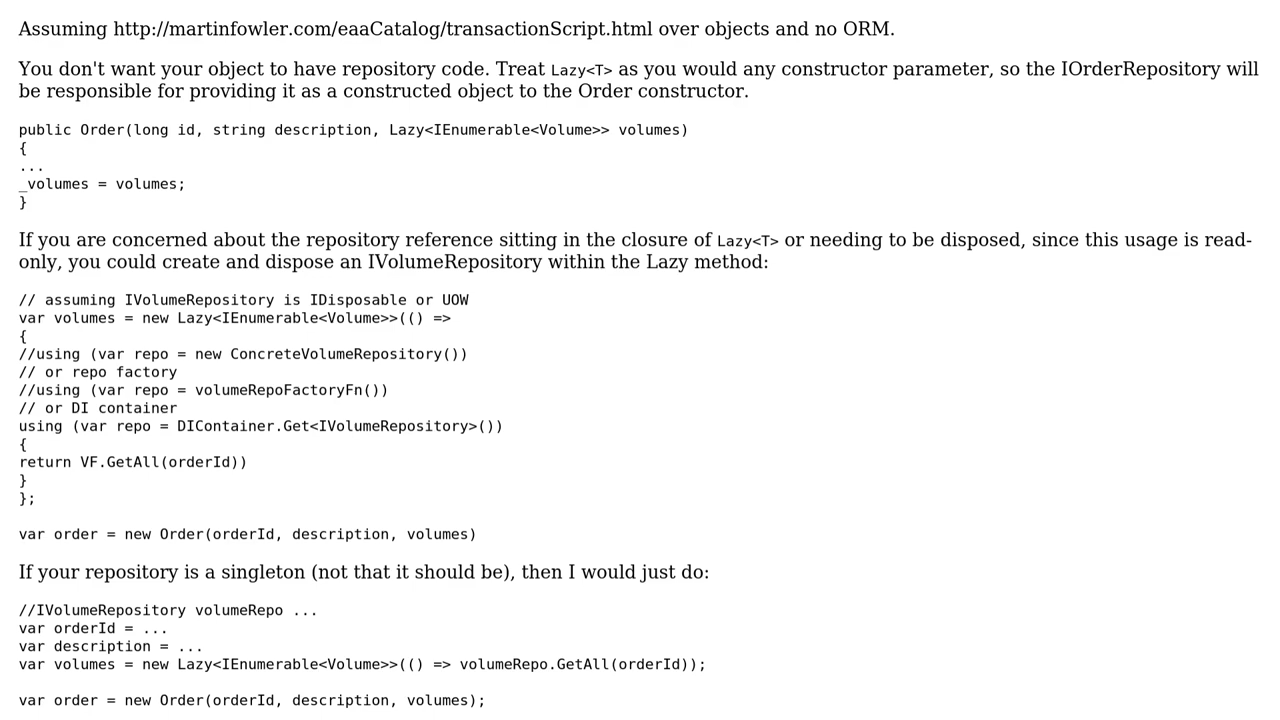 Assuming http://martinfowler.com/eaaCatalog/transactionScript.html over objects and no ORM.
You don't want your object to have repository code. Treat Lazy<T> as you would any constructor parameter, so the IOrderRepository will
be responsible for providing it as a constructed object to the Order constructor.
public Order(long id, string description, Lazy<IEnumerable<Volume>> volumes)
{
...
_volumes = volumes;
}
If you are concerned about the repository reference sitting in the closure of Lazy<T> or needing to be disposed, since this usage is read-
only, you could create and dispose an IVolumeRepository within the Lazy method:
// assuming IVolumeRepository is IDisposable or UOW
var volumes = new Lazy<IEnumerable<Volume>>(() =>
{
//using (var repo = new ConcreteVolumeRepository())
// or repo factory
//using (var repo = volumeRepoFactoryFn())
// or DI container
using (var repo = DIContainer.Get<IVolumeRepository>())
{
return VF.GetAll(orderId))
}
};
var order = new Order(orderId, description, volumes)
If your repository is a singleton (not that it should be), then I would just do:
//IVolumeRepository volumeRepo ...
var orderId = ...
var description = ...
var volumes = new Lazy<IEnumerable<Volume>>(() => volumeRepo.GetAll(orderId));
var order = new Order(orderId, description, volumes);